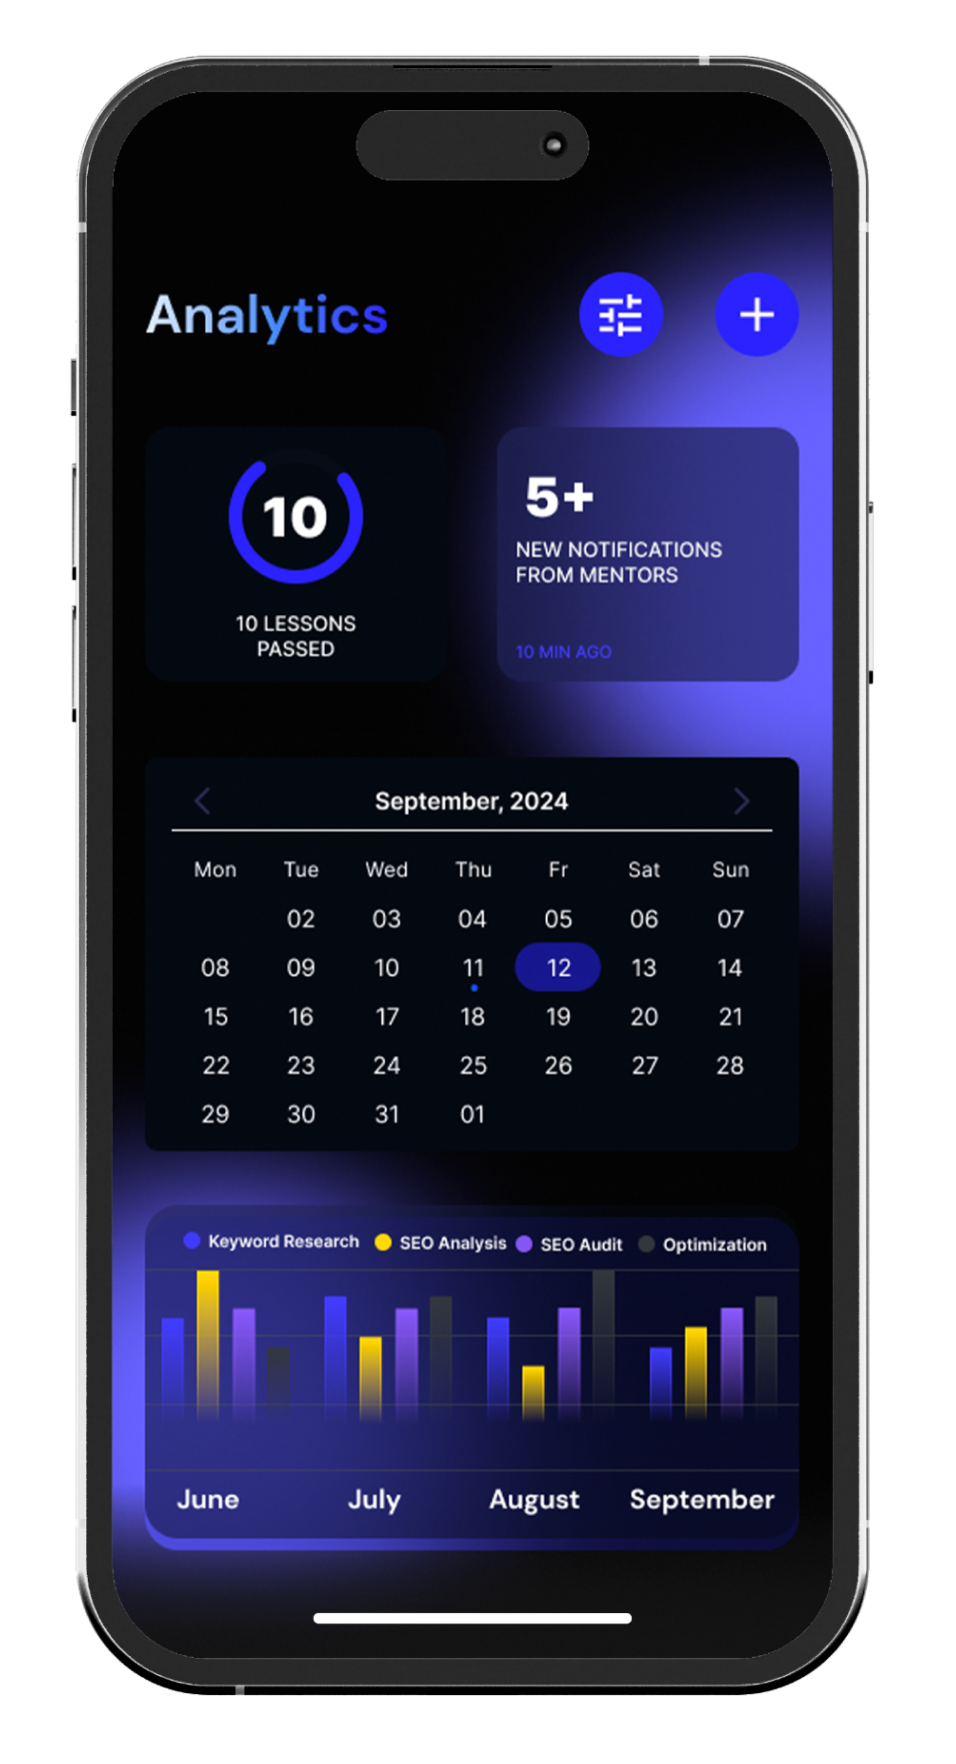 Analytics
10
10 LESSONS
PASSED
5+
NEW NOTIFICATIONS
FROM MENTORS
10 MIN AGO
September, 2024
Mon Tue Wed Thu Fr Sat Sun
02 03 04 05 06 07
08 09 10 11 12 13 14
15 16 17 18 19 20 21
22 23 24 25 26 27 28
29 30 31 01
Keyword Research SEO Analysis SEO Audit Optimization
June July August September